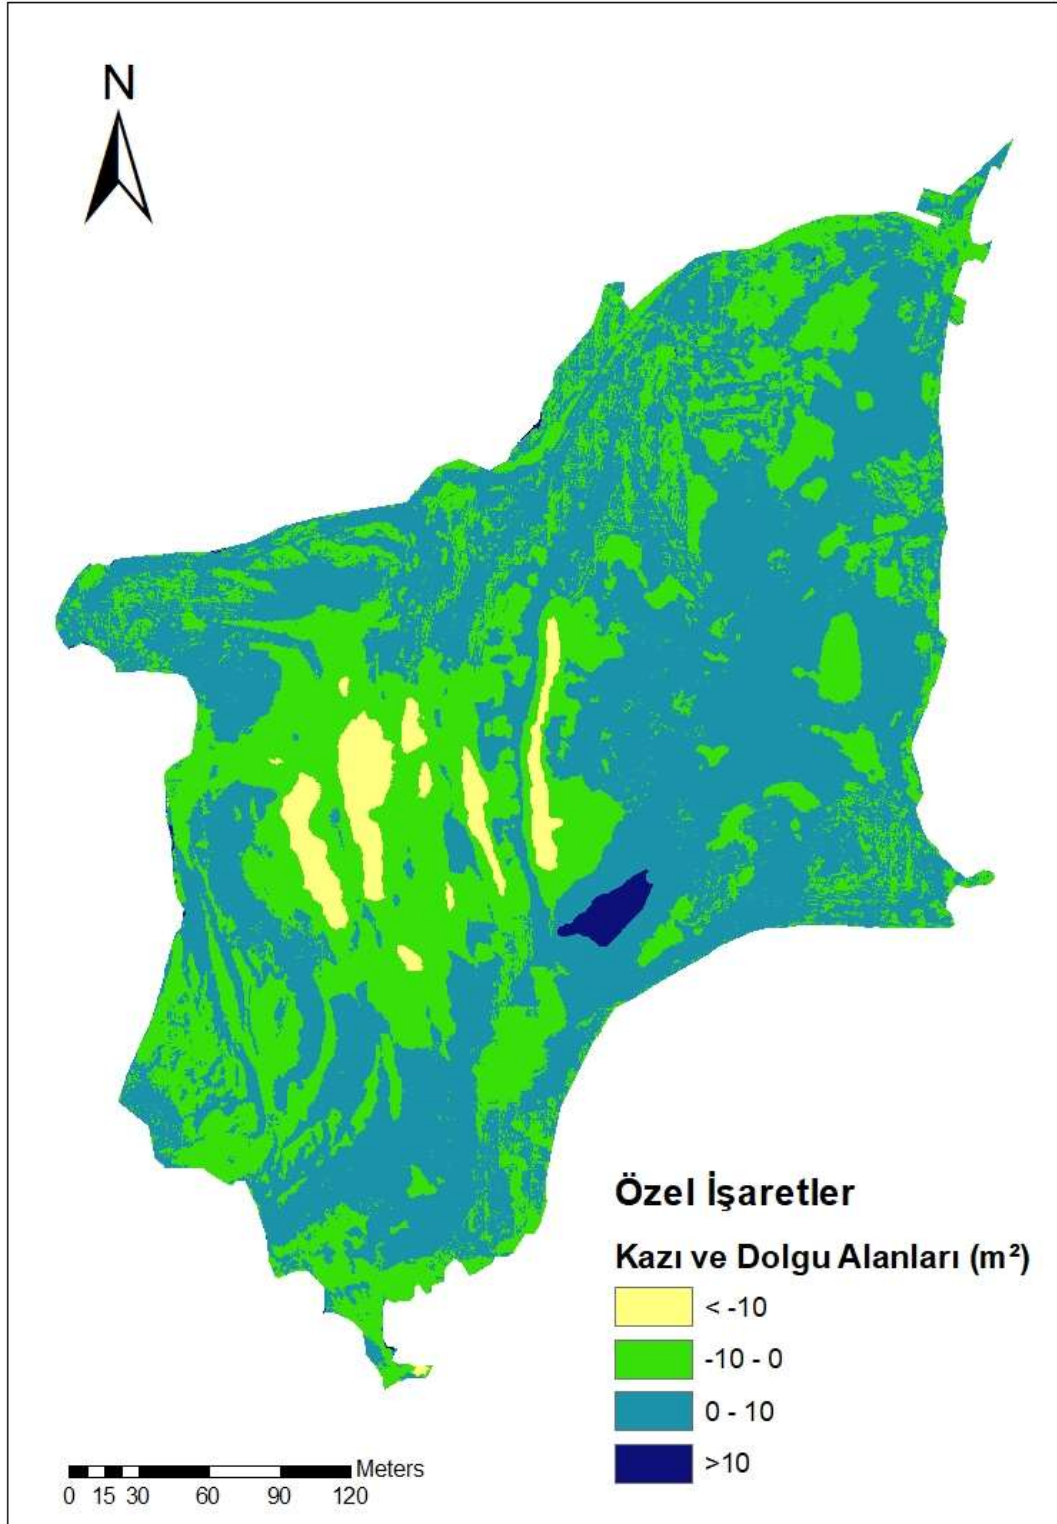 N
Özel İşaretler
Kazı ve Dolgu Alanları (m²)
< -10
-10 - 0
0 - 10
>10
Meters
0 15 30 60 90 120